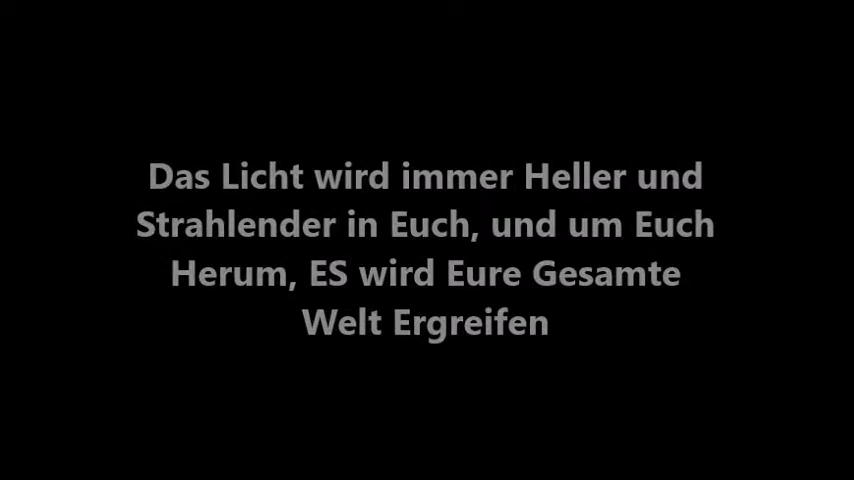 Das Licht wird immer Heller und
Strahlender in Euch, und um Euch
Herum, ES wird Eure Gesamte
Welt Ergreifen